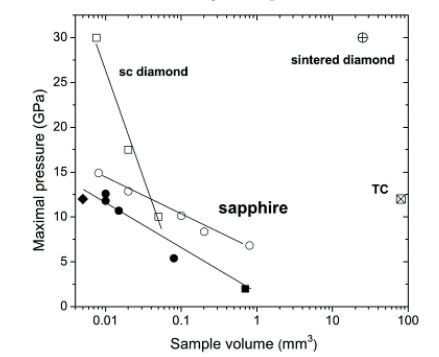 30
sintered diamond
sc diamond
25
20
15
TC
sapphire
10
5
0
0.01 0.1 1 10 100
Maximal pressure (GPa)
Sample volume (mm³)